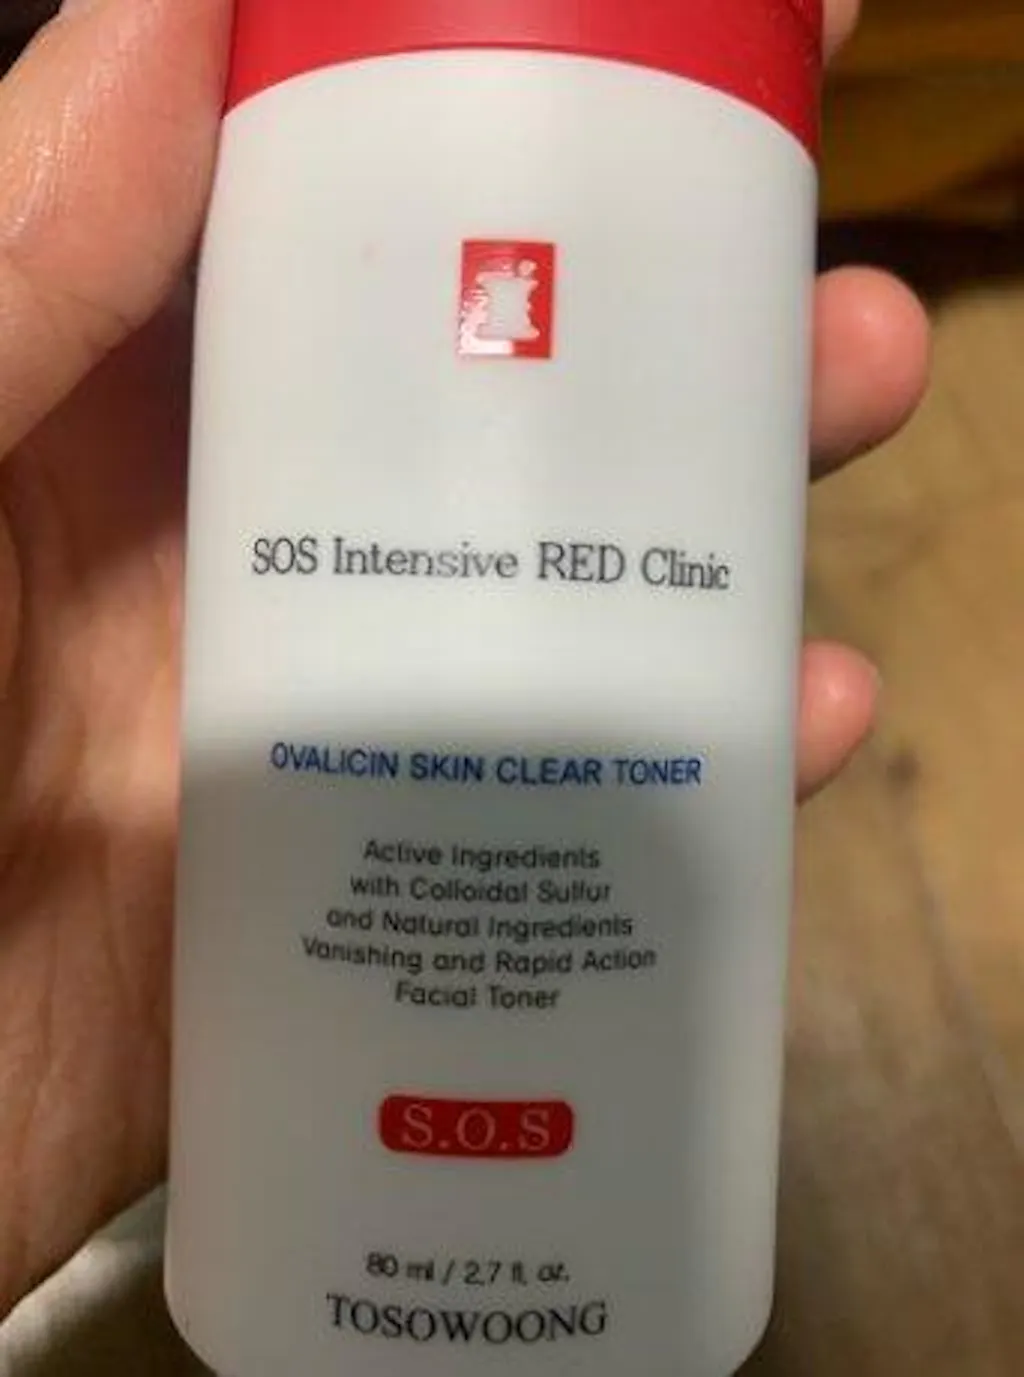 SOS Intensive RED Clinic
OVALICIN SKIN CLEAR TONER
Active Ingredients
with Colloidal Sulfur
and Natural Ingredients
Vanishing and Rapid Action
Facial Toner
S.O.S
80 ml / 2.7 fl. oz.
TOSOWOONG